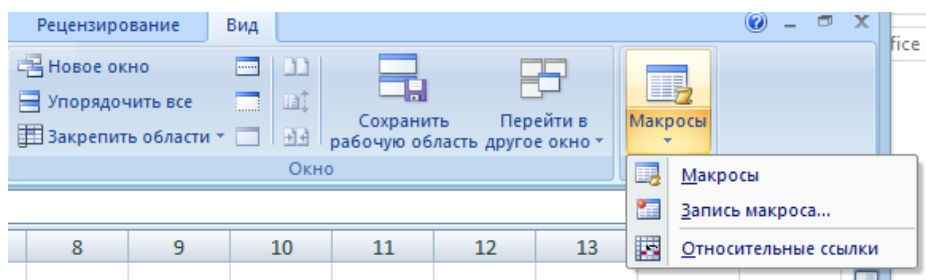 Рецензирование Вид
fice
Новое окно
Упорядочить все
Закрепить области
Сохранить рабочую область
Перейти в другое окно
Макросы
Окно
Макросы
Запись макроса...
Относительные ссылки
8 9 10 11 12 13